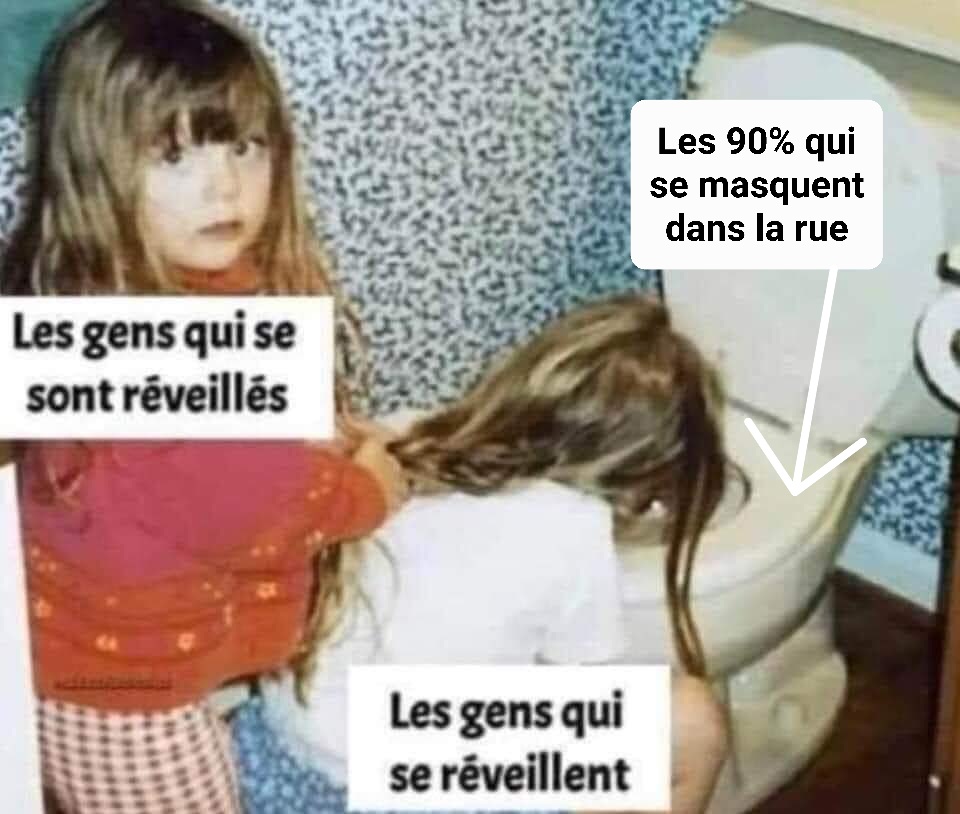 Les 90% qui
se masquent
dans la rue
Les gens qui se
sont réveillés
Les gens qui
se réveillent